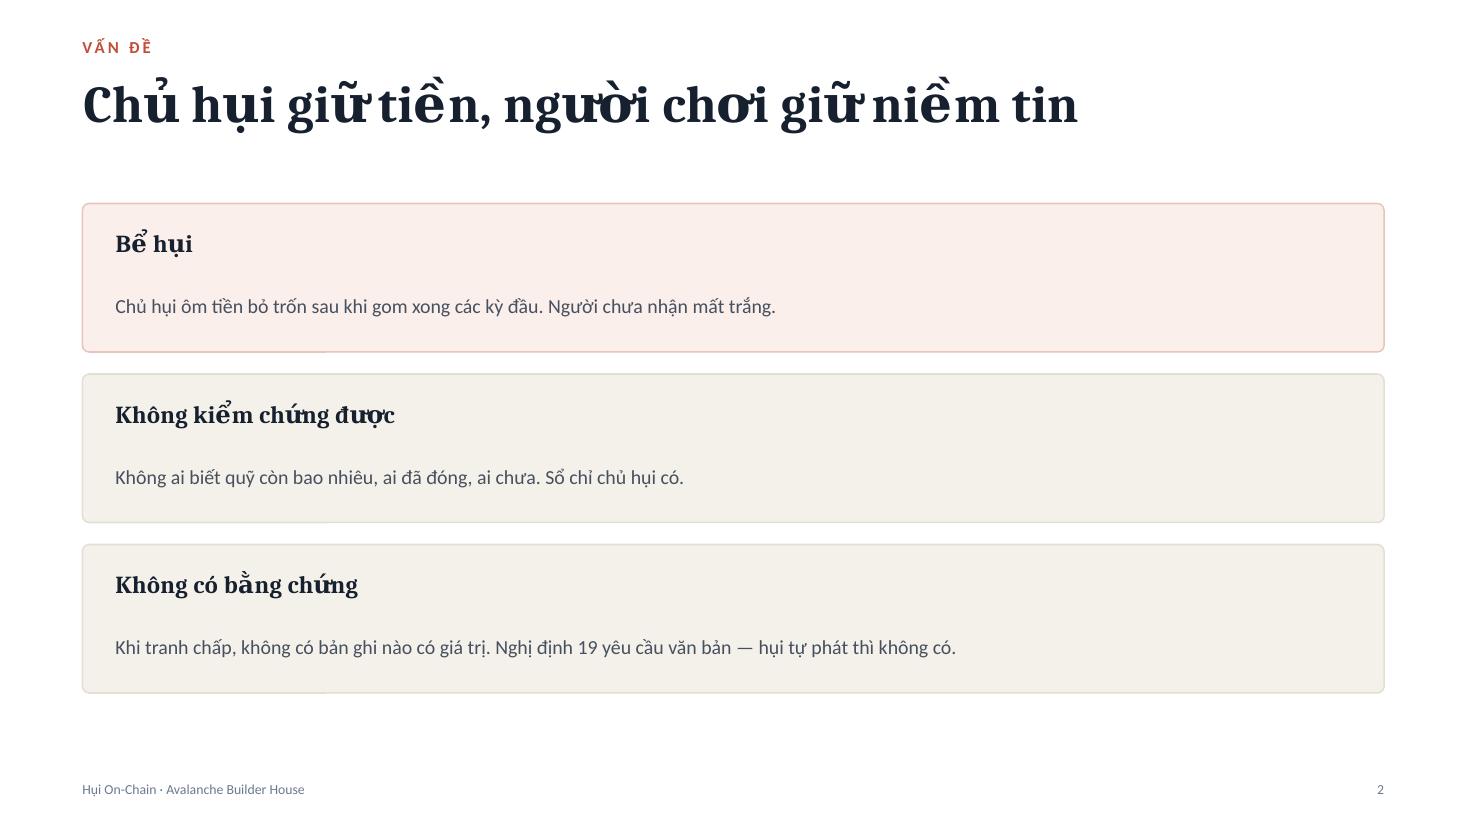 VẤN ĐỀ
Chủ hụi giữ tiền, người chơi giữ niềm tin
Bể hụi
Chủ hụi ôm tiền bỏ trốn sau khi gom xong các kỳ đầu. Người chưa nhận mất trắng.
Không kiểm chứng được
Không ai biết quỹ còn bao nhiêu, ai đã đóng, ai chưa. Sổ chỉ chủ hụi có.
Không có bằng chứng
Khi tranh chấp, không có bản ghi nào có giá trị. Nghị định 19 yêu cầu văn bản — hụi tự phát thì không có.
Hụi On-Chain · Avalanche Builder House
2